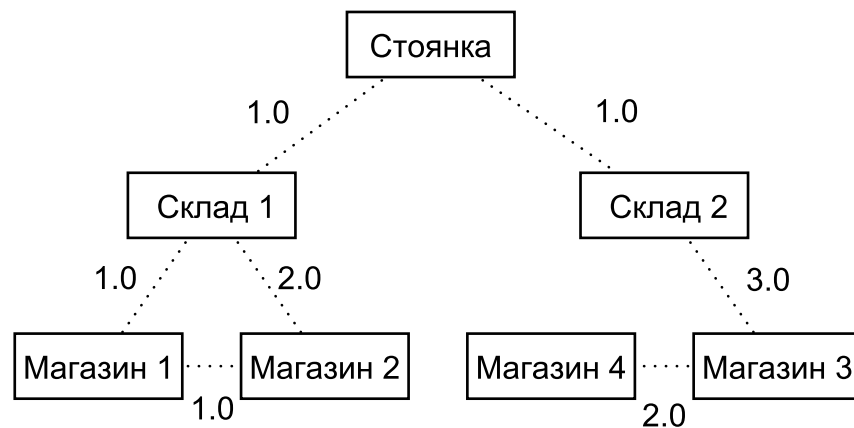 Стоянка
1.0
1.0
Склад 1
Склад 2
1.0
2.0
3.0
Магазин 1
Магазин 2
Магазин 4
Магазин 3
1.0
2.0